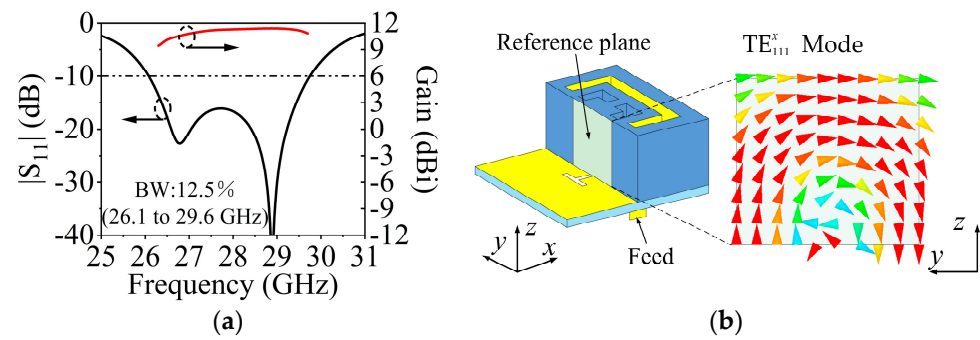 0
-10
-20
-30
-40
|S11| (dB)
12
9
6
3
0
-3
-6
-9
-12
Gain (dBi)
BW:12.5%
(26.1 to 29.6 GHz)
25 26 27 28 29 30 31
Frequency (GHz)
(a)
Reference plane
TE^x_111 Mode
Feed
z
y
x
z
y
(b)